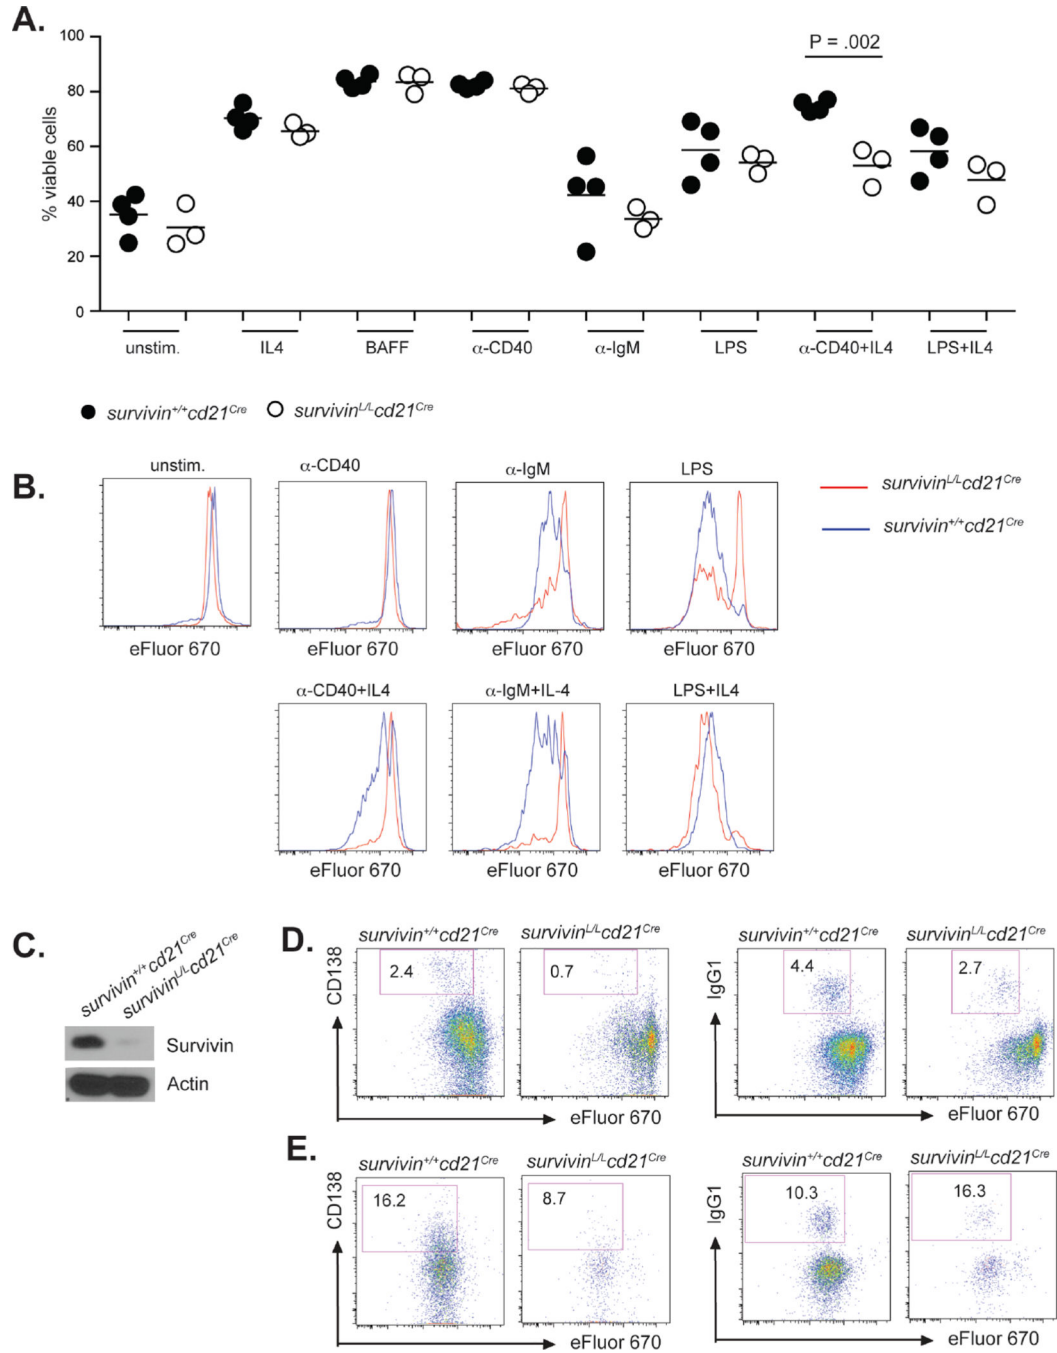 A.
100
80
60
40
20
0
% viable cells
P = .002
unstim. IL4 BAFF α-CD40 α-IgM LPS α-CD40+IL4 LPS+IL4
survivin+/+cd21Cre survivinL/Lcd21Cre
B.
unstim. α-CD40 α-IgM LPS
survivinL/Lcd21Cre
survivin+/+cd21Cre
eFluor 670 eFluor 670 eFluor 670 eFluor 670
α-CD40+IL4 α-IgM+IL-4 LPS+IL4
eFluor 670 eFluor 670 eFluor 670
C.
survivin+/+cd21Cre
survivinL/Lcd21Cre
Survivin
Actin
D.
survivin+/+cd21Cre survivinL/Lcd21Cre survivin+/+cd21Cre survivinL/Lcd21Cre
CD138 2.4 0.7 IgG1 4.4 2.7
eFluor 670 eFluor 670
E.
survivin+/+cd21Cre survivinL/Lcd21Cre survivin+/+cd21Cre survivinL/Lcd21Cre
CD138 16.2 8.7 IgG1 10.3 16.3
eFluor 670 eFluor 670